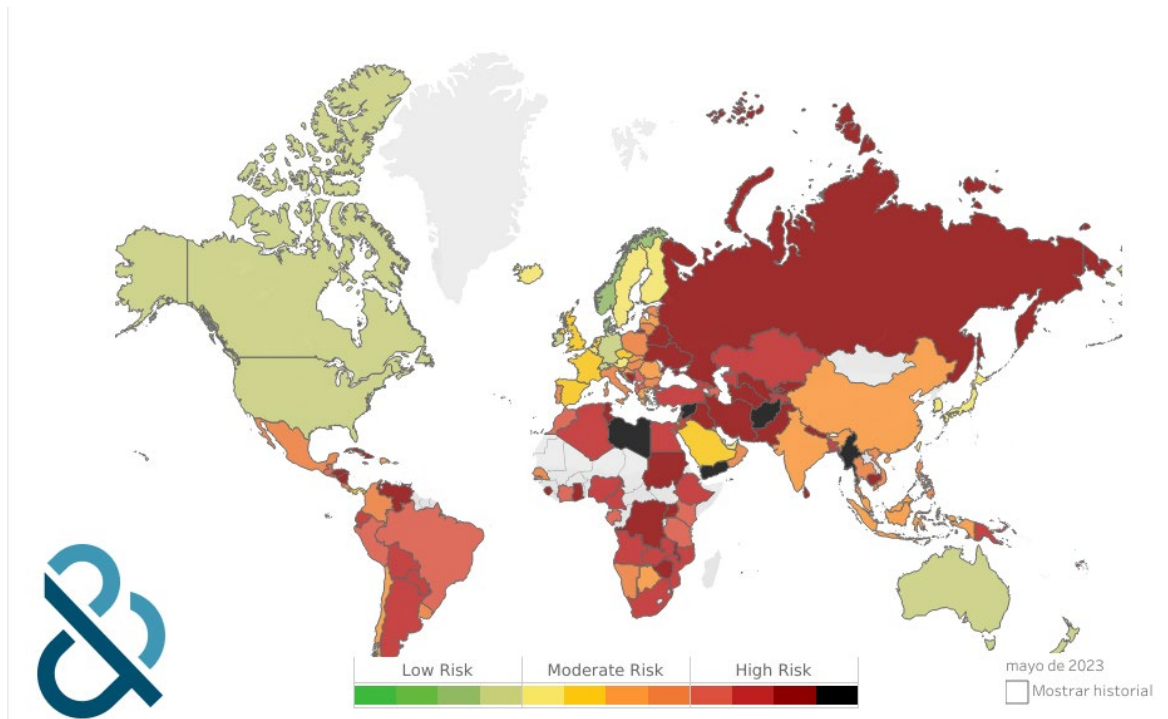 Low Risk
Moderate Risk
High Risk
mayo de 2023
Mostrar historial